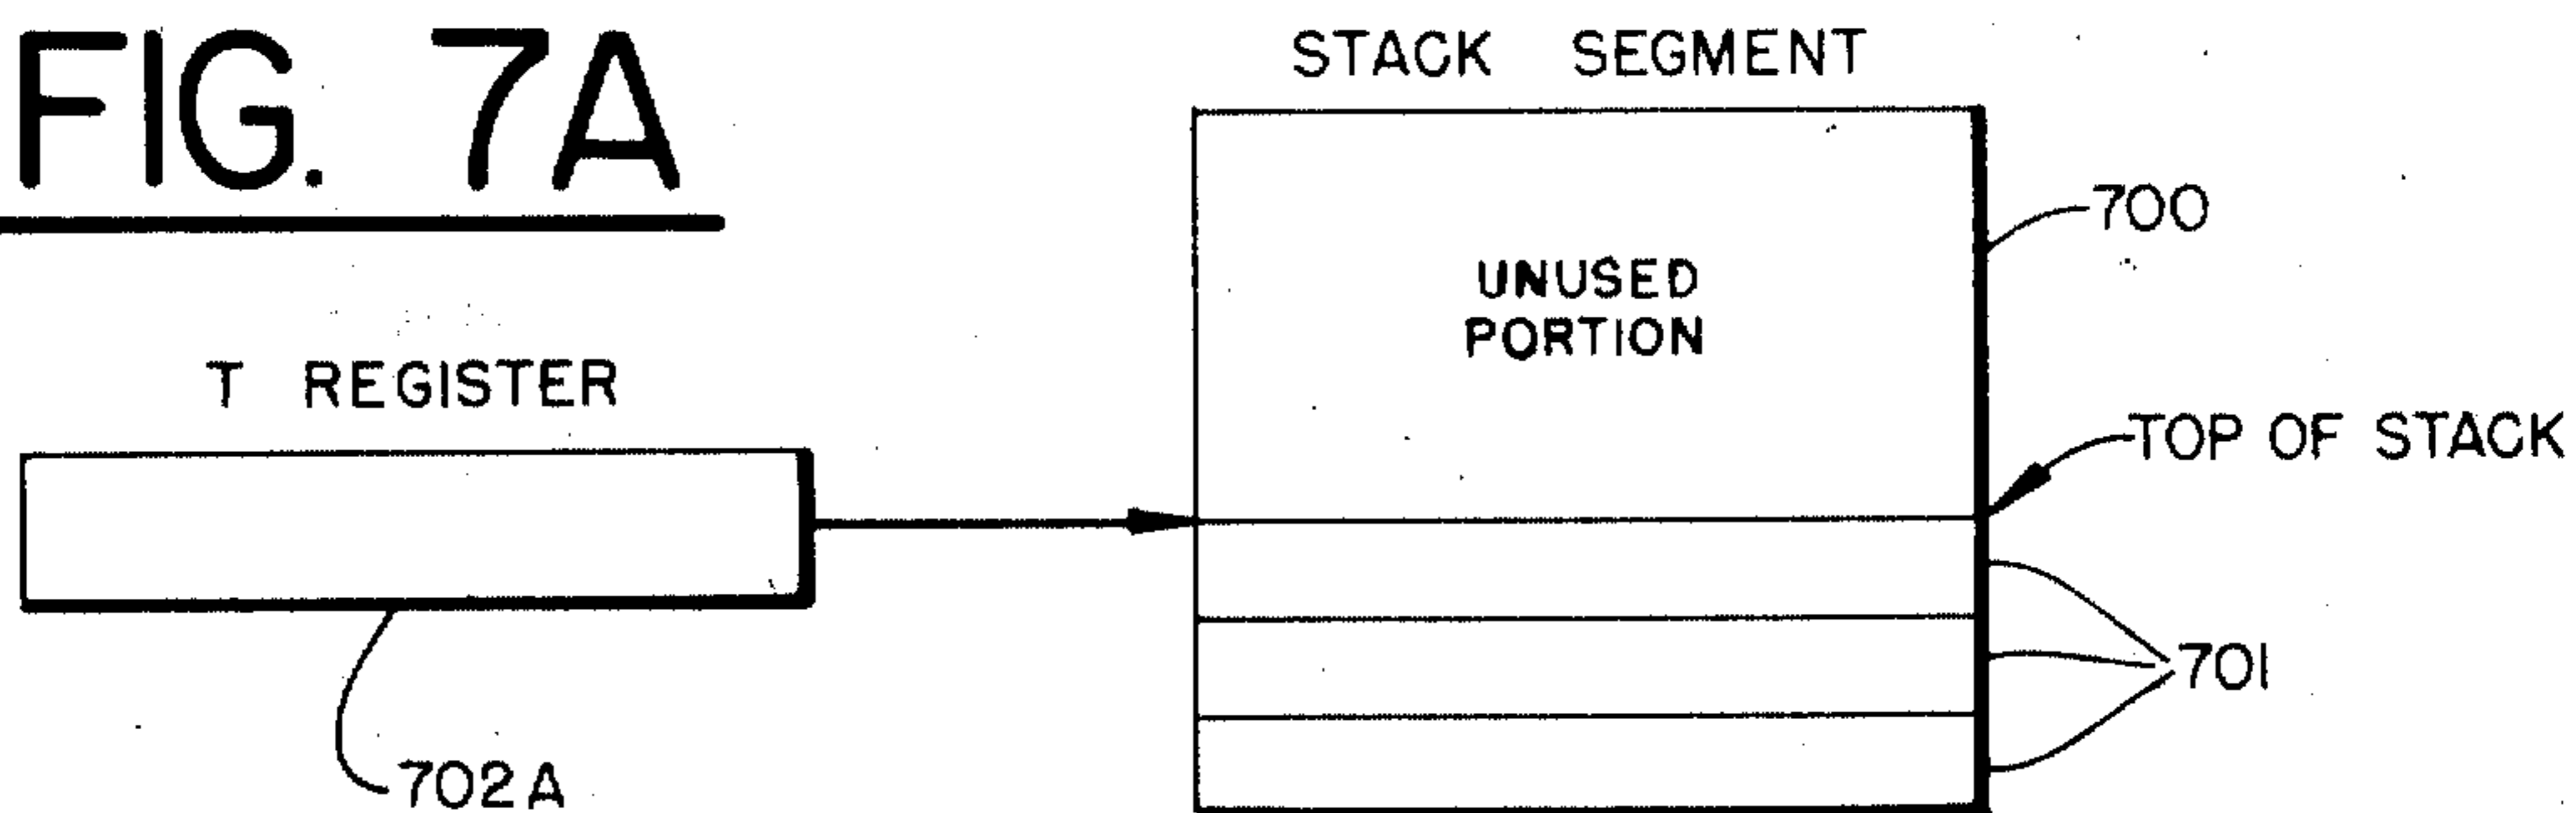 FIG. 7A
STACK SEGMENT
700
UNUSED
PORTION
T REGISTER
TOP OF STACK
701
702A